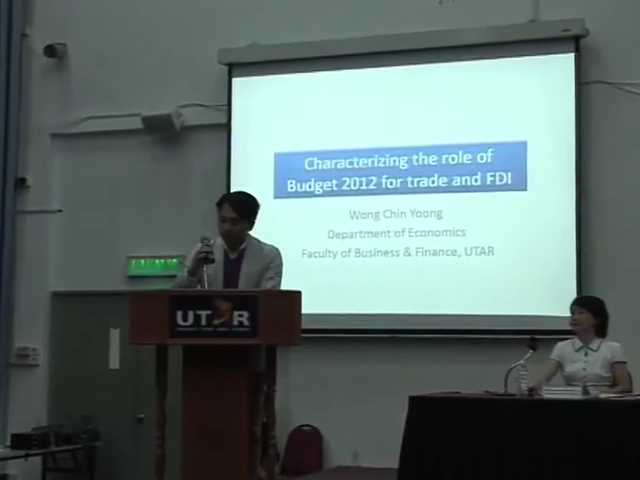 Characterizing the role of
Budget 2012 for trade and FDI
Wong Chin Yoong
Department of Economics
Faculty of Business & Finance, UTAR
UTAR